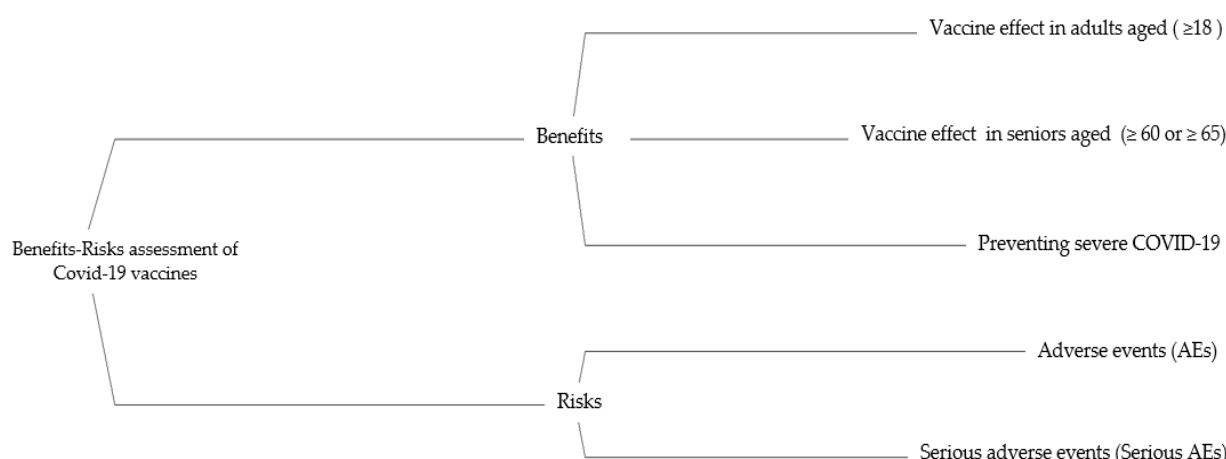 Vaccine effect in adults aged ( ≥18 )
Benefits
Vaccine effect in seniors aged (≥ 60 or ≥ 65)
Preventing severe COVID-19
Benefits-Risks assessment of
Covid-19 vaccines
Adverse events (AEs)
Risks
Serious adverse events (Serious AEs)